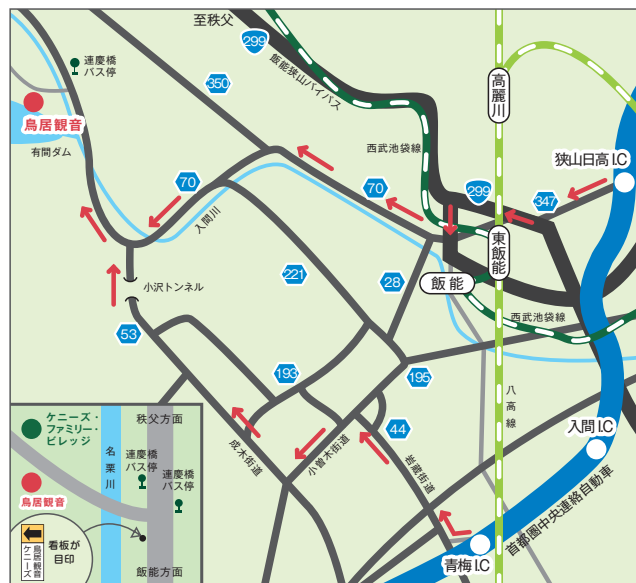 至秩父
299
飯能狭山バイパス
連慶橋
バス停
350
高麗川
鳥居観音
有間ダム
西武池袋線
狭山日高I.C
70
70
299
347
入間川
東飯能
221
28
飯能
小沢トンネル
西武池袋線
53
193
195
八高線
44
入間I.C
成木街道
小曽木街道
岩蔵街道
首都圏中央連絡自動車
青梅I.C
ケニーズ・
ファミリー・
ビレッジ
秩父方面
名栗川
連慶橋
バス停
連慶橋
バス停
鳥居観音
看板が
目印
鳥居観音
ケニーズ
飯能方面